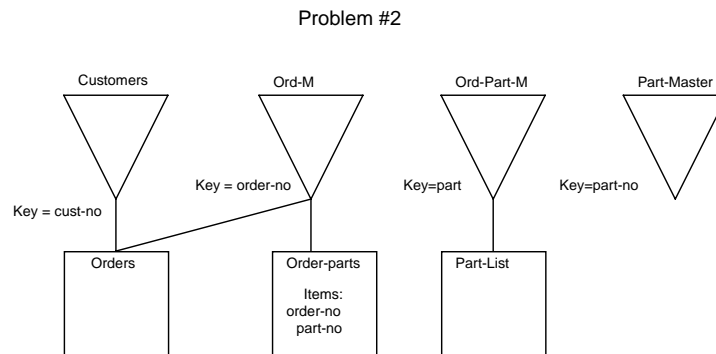 Problem #2
Customers
Ord-M
Ord-Part-M
Part-Master
Key = order-no
Key=part
Key=part-no
Key = cust-no
Orders
Order-parts
Part-List
Items:
order-no
part-no